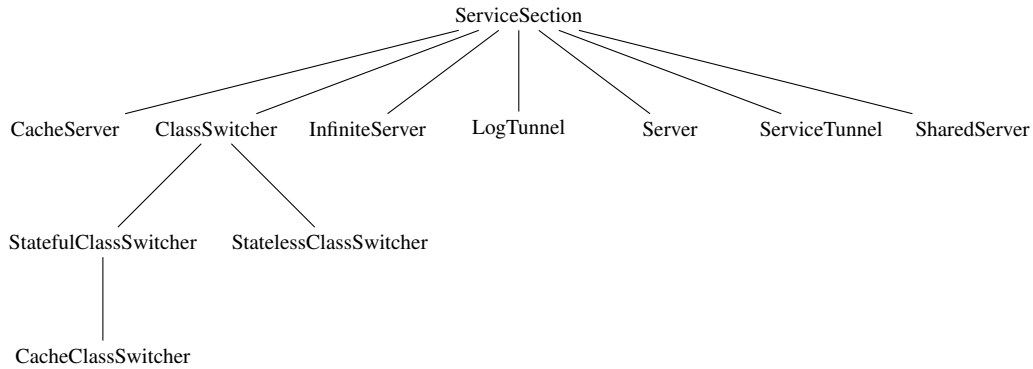 ServiceSection
CacheServer ClassSwitcher InfiniteServer LogTunnel Server ServiceTunnel SharedServer
StatefulClassSwitcher StatelessClassSwitcher
CacheClassSwitcher